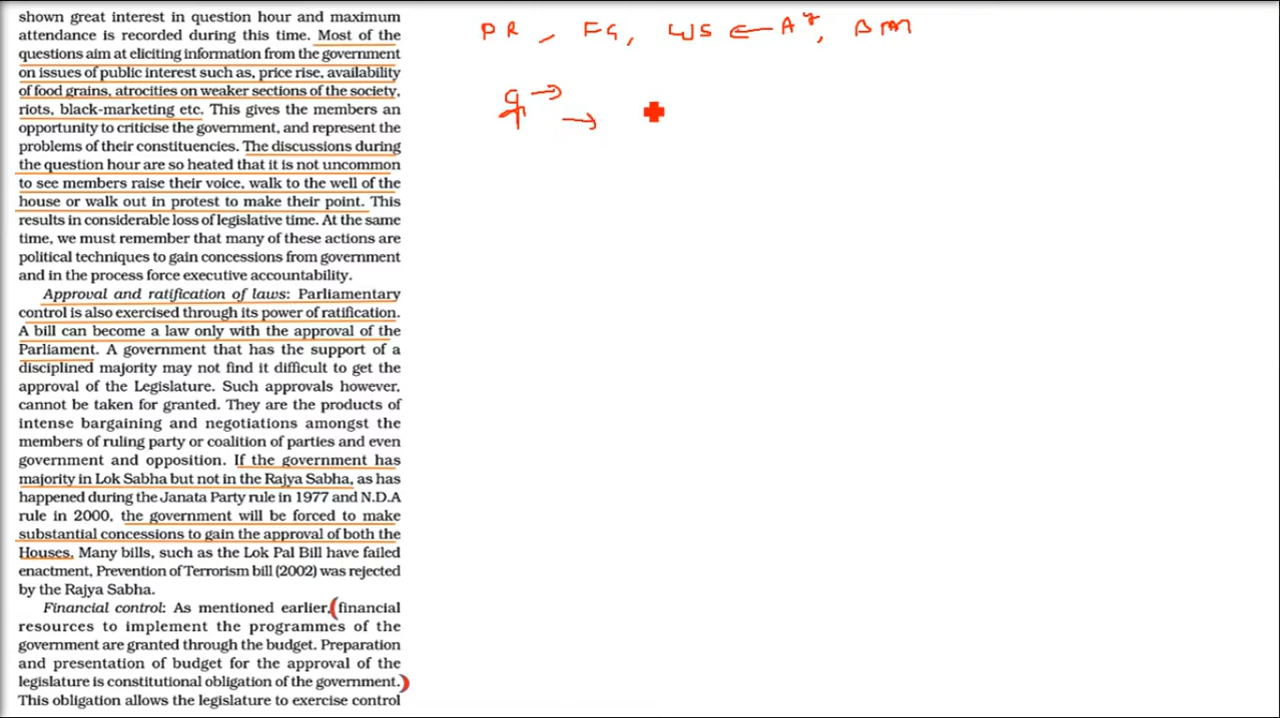 shown great interest in question hour and maximum
attendance is recorded during this time. Most of the
questions aim at eliciting information from the government
on issues of public interest such as, price rise, availability
of food grains, atrocities on weaker sections of the society,
riots, black-marketing etc. This gives the members an
opportunity to criticise the government, and represent the
problems of their constituencies. The discussions during
the question hour are so heated that it is not uncommon
to see members raise their voice, walk to the well of the
house or walk out in protest to make their point. This
results in considerable loss of legislative time. At the same
time, we must remember that many of these actions are
political techniques to gain concessions from government
and in the process force executive accountability.
Approval and ratification of laws: Parliamentary
control is also exercised through its power of ratification.
A bill can become a law only with the approval of the
Parliament. A government that has the support of a
disciplined majority may not find it difficult to get the
approval of the Legislature. Such approvals however,
cannot be taken for granted. They are the products of
intense bargaining and negotiations amongst the
members of ruling party or coalition of parties and even
government and opposition. If the government has
majority in Lok Sabha but not in the Rajya Sabha, as has
happened during the Janata Party rule in 1977 and N.D.A
rule in 2000, the government will be forced to make
substantial concessions to gain the approval of both the
Houses. Many bills, such as the Lok Pal Bill have failed
enactment, Prevention of Terrorism bill (2002) was rejected
by the Rajya Sabha.
Financial control: As mentioned earlier, (financial
resources to implement the programmes of the
government are granted through the budget. Preparation
and presentation of budget for the approval of the
legislature is constitutional obligation of the government.)
This obligation allows the legislature to exercise control
PR, FG, WS ← Ay, BM